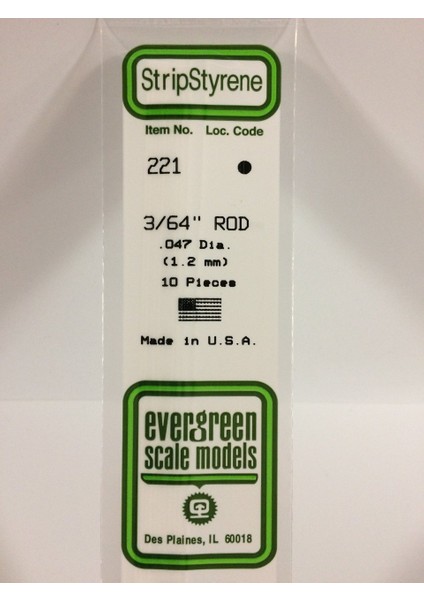 StripStyrene
Item No. Loc. Code
221
3/64" ROD
.047 Dia.
(1.2 mm)
10 Pieces
Made in U.S.A.
evergreen
scale models
Des Plaines, IL 60018